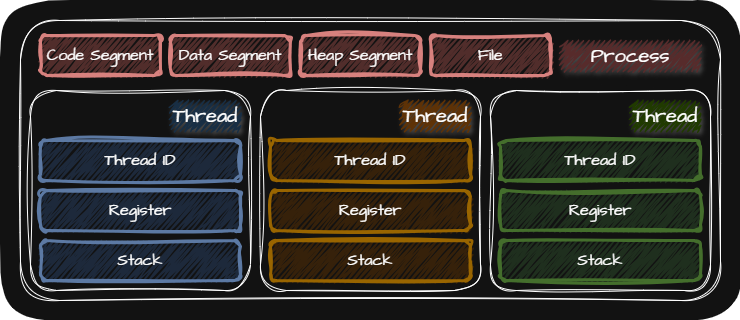 Code Segment
Data Segment
Heap Segment
File
Process
Thread
Thread ID
Register
Stack
Thread
Thread ID
Register
Stack
Thread
Thread ID
Register
Stack